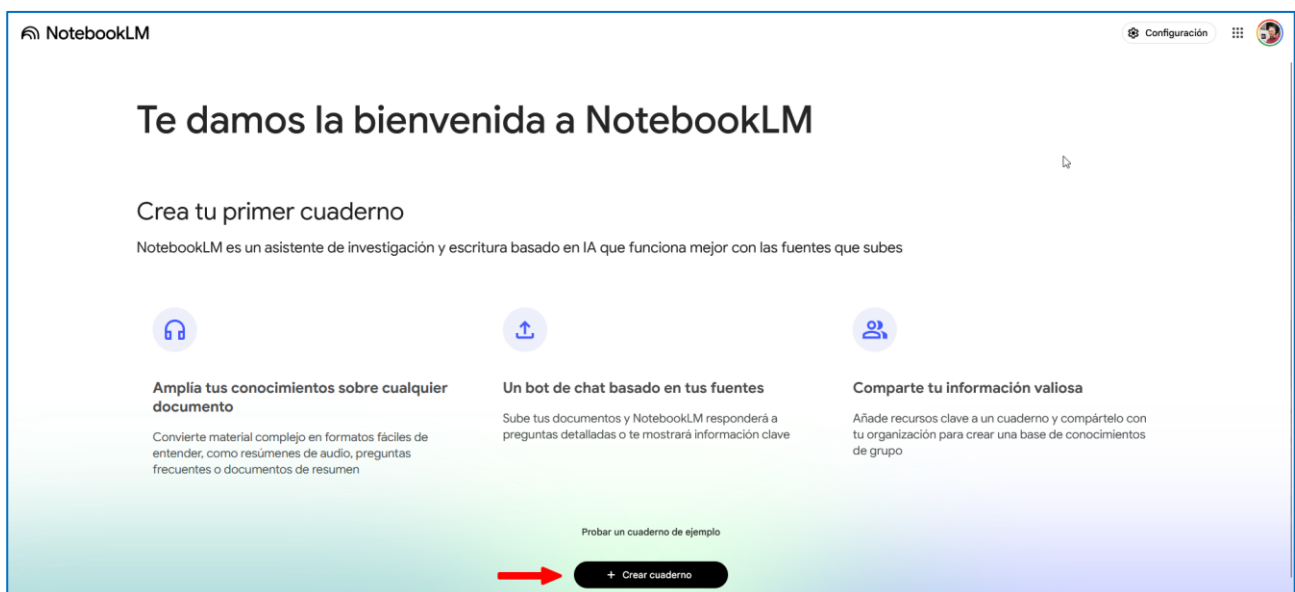 NotebookLM
Configuración
Te damos la bienvenida a NotebookLM
Crea tu primer cuaderno
NotebookLM es un asistente de investigación y escritura basado en IA que funciona mejor con las fuentes que subes
Amplía tus conocimientos sobre cualquier
documento
Convierte material complejo en formatos fáciles de
entender, como resúmenes de audio, preguntas
frecuentes o documentos de resumen
Un bot de chat basado en tus fuentes
Sube tus documentos y NotebookLM responderá a
preguntas detalladas o te mostrará información clave
Comparte tu información valiosa
Añade recursos clave a un cuaderno y compártelo con
tu organización para crear una base de conocimientos
de grupo
Probar un cuaderno de ejemplo
+ Crear cuaderno